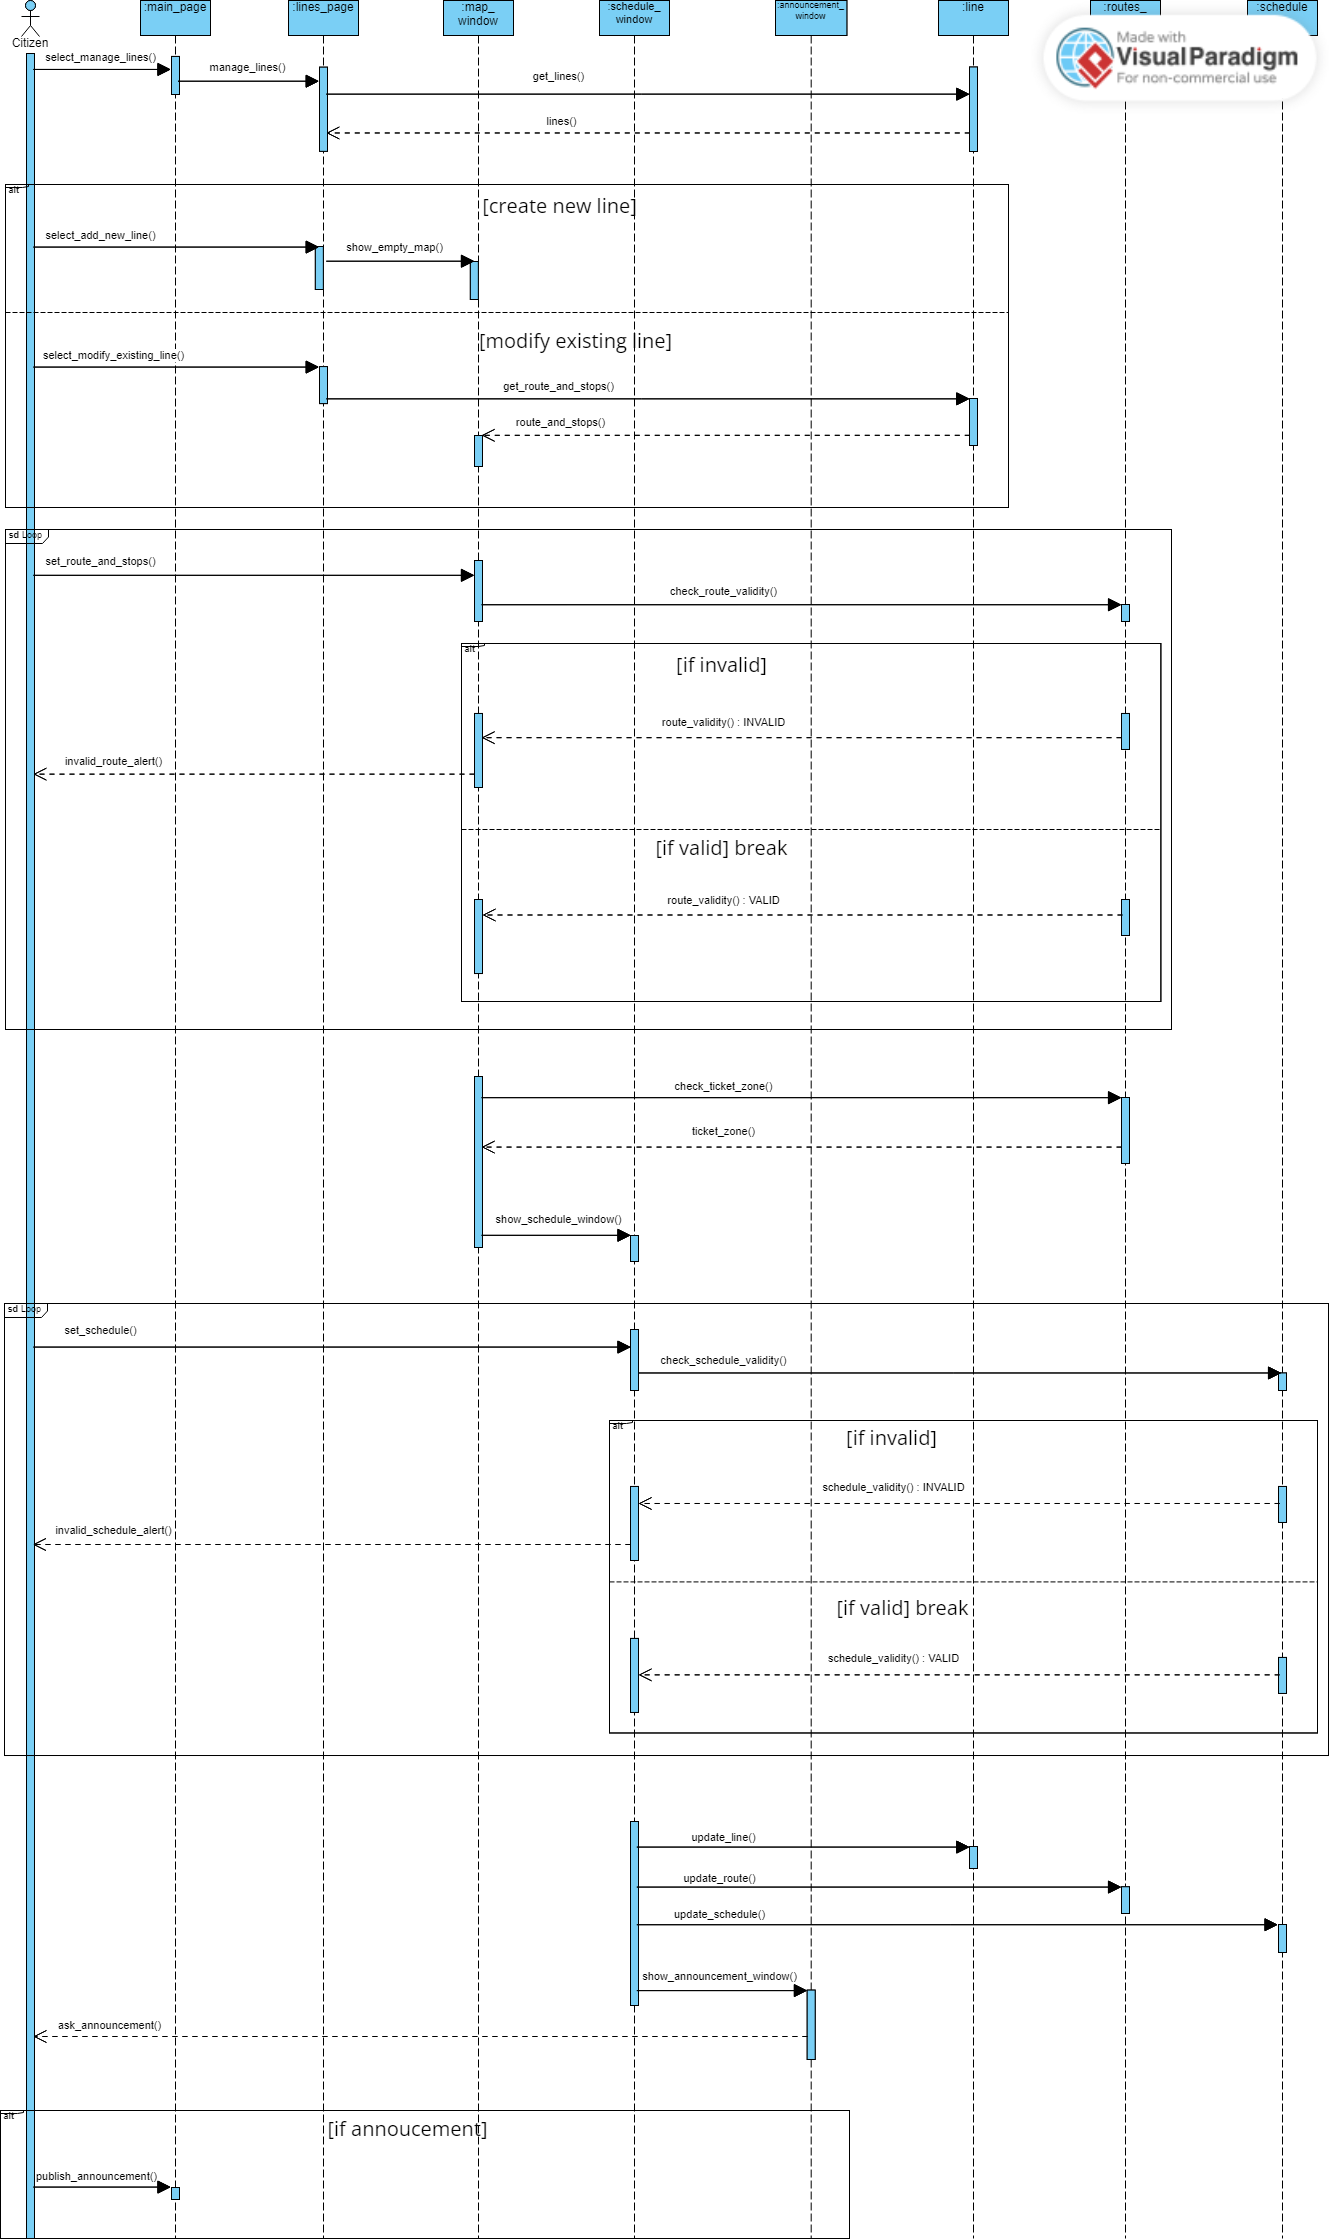 :main_page
:lines_page
:map_
window
:schedule_
window
:announcement_
window
:line
:routes_
:schedule
Made with
Visual Paradigm
For non-commercial use
Citizen
select_manage_lines()
manage_lines()
get_lines()
lines()
alt
[create new line]
select_add_new_line()
show_empty_map()
[modify existing line]
select_modify_existing_line()
get_route_and_stops()
route_and_stops()
sd Loop
set_route_and_stops()
check_route_validity()
alt
[if invalid]
route_validity() : INVALID
invalid_route_alert()
[if valid] break
route_validity() : VALID
check_ticket_zone()
ticket_zone()
show_schedule_window()
sd Loop
set_schedule()
check_schedule_validity()
alt
[if invalid]
schedule_validity() : INVALID
invalid_schedule_alert()
[if valid] break
schedule_validity() : VALID
update_line()
update_route()
update_schedule()
show_announcement_window()
ask_announcement()
alt
[if annoucement]
publish_announcement()